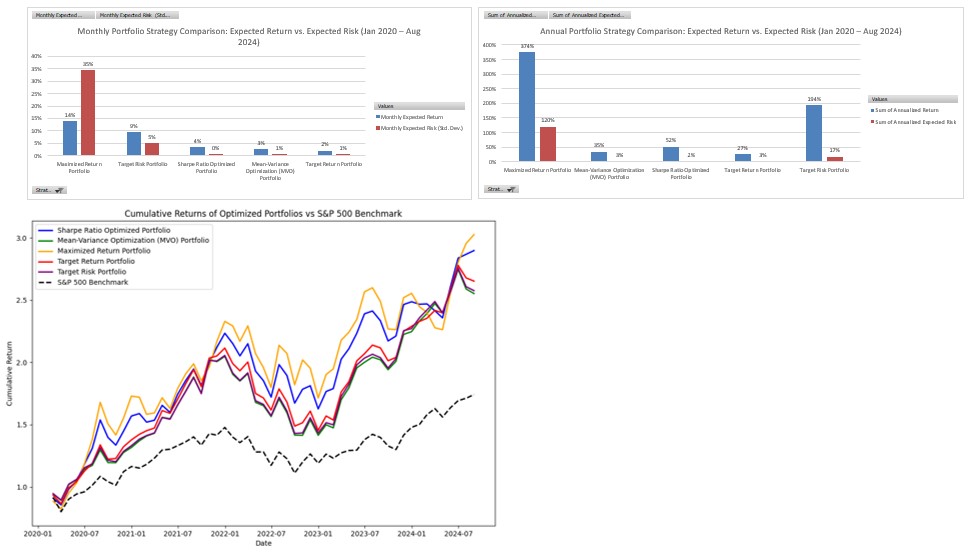 Monthly Expected... Monthly Expected Risk (Std...
Monthly Portfolio Strategy Comparison: Expected Return vs. Expected Risk (Jan 2020 – Aug
2024)
40%
35%
30%
25%
20%
15%
10%
5%
0%
14%
35%
9%
5%
4%
0%
3%
1%
2%
1%
Maximized Return
Portfolio
Target Risk Portfolio
Sharpe Ratio Optimized
Portfolio
Mean-Variance
Optimization (MVO)
Portfolio
Target Return Portfolio
Values
Monthly Expected Return
Monthly Expected Risk (Std. Dev.)
Strat...
Sum of Annualized... Sum of Annualized Expected...
Annual Portfolio Strategy Comparison: Expected Return vs. Expected Risk (Jan 2020 – Aug 2024)
400%
350%
300%
250%
200%
150%
100%
50%
0%
374%
120%
35%
3%
52%
2%
27%
3%
194%
17%
Maximized Return Portfolio
Mean-Variance Optimization
(MVO) Portfolio
Sharpe Ratio Optimized
Portfolio
Target Return Portfolio
Target Risk Portfolio
Values
Sum of Annualized Return
Sum of Annualized Expected Risk
Strat...
Cumulative Returns of Optimized Portfolios vs S&P 500 Benchmark
Sharpe Ratio Optimized Portfolio
Mean-Variance Optimization (MVO) Portfolio
Maximized Return Portfolio
Target Return Portfolio
Target Risk Portfolio
S&P 500 Benchmark
Cumulative Return
3.0
2.5
2.0
1.5
1.0
2020-01 2020-07 2021-01 2021-07 2022-01 2022-07 2023-01 2023-07 2024-01 2024-07
Date